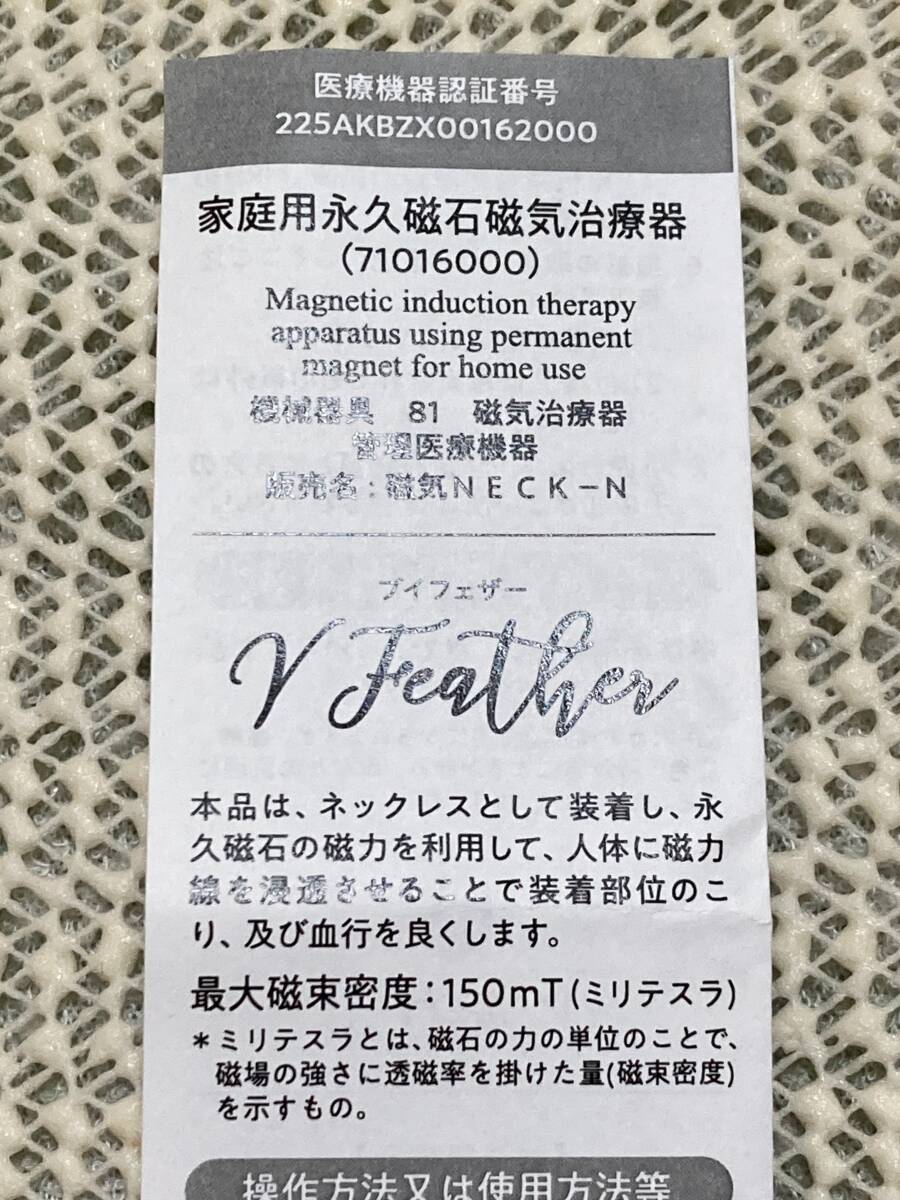 医療機器認証番号
225AKBZX00162000
家庭用永久磁石磁気治療器
(71016000)
Magnetic induction therapy
apparatus using permanent
magnet for home use
機械器具 81 磁気治療器
管理医療機器
販売名：磁気NECK－N
ブイフェザー
V Feather
本品は、ネックレスとして装着し、永
久磁石の磁力を利用して、人体に磁力
線を浸透させることで装着部位のこ
り、及び血行を良くします。
最大磁束密度：150mT(ミリテスラ)
＊ミリテスラとは、磁石の力の単位のことで、
磁場の強さに透磁率を掛けた量(磁束密度)
を示すもの。
操作方法又は使用方法等